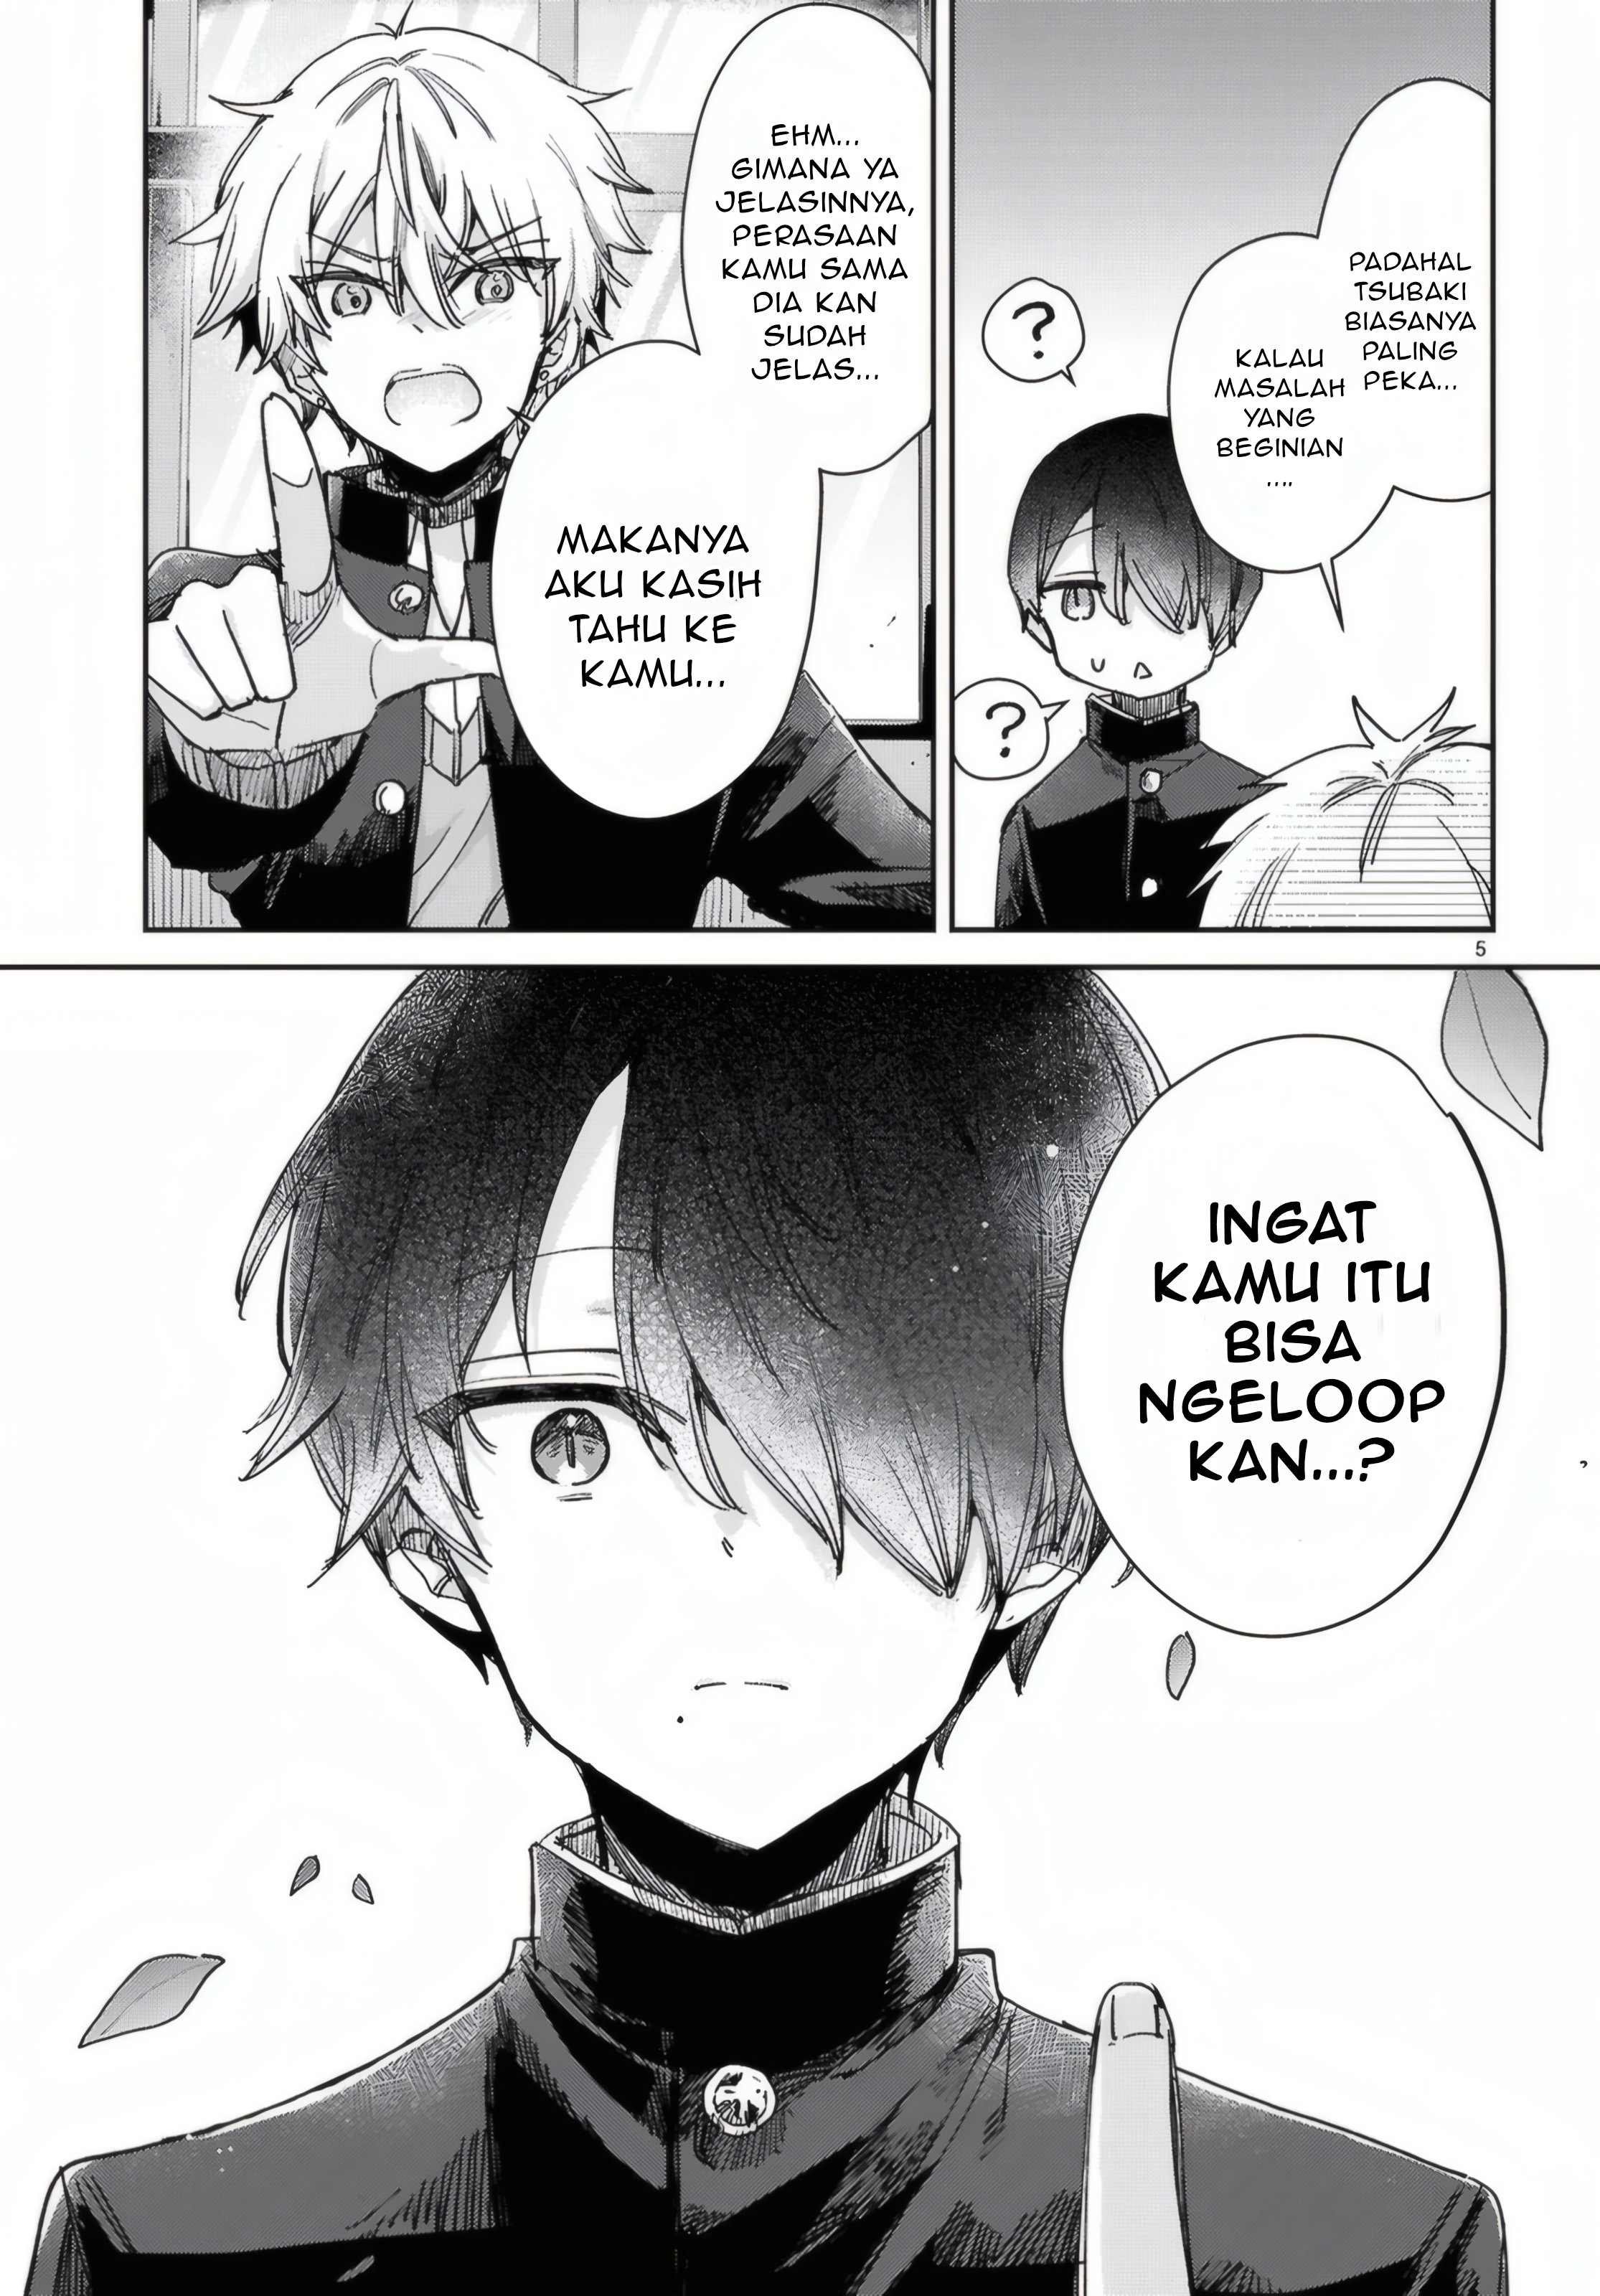 PADAHAL
TSUBAKI
BIASANYA
PALING
PEKA...
KALAU
MASALAH
YANG
BEGINIAN
....
?
?
EHM...
GIMANA YA
JELASINNYA,
PERASAAN
KAMU SAMA
DIA KAN
SUDAH
JELAS...
MAKANYA
AKU KASIH
TAHU KE
KAMU...
5
INGAT
KAMU ITU
BISA
NGELOOP
KAN...?